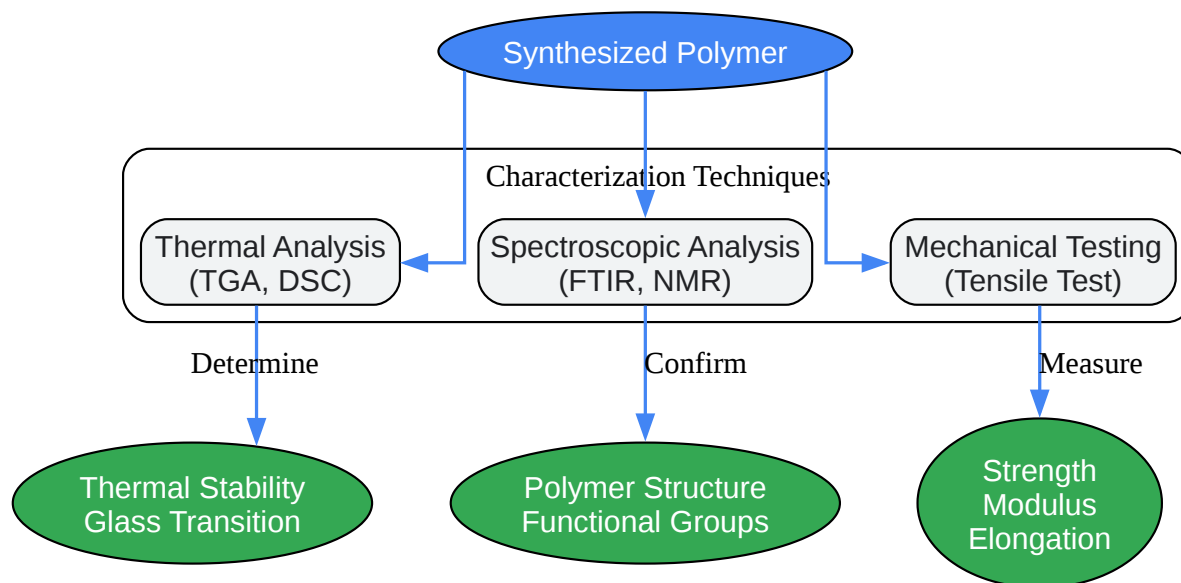 Synthesized Polymer
Characterization Techniques
Thermal Analysis
(TGA, DSC)
Spectroscopic Analysis
(FTIR, NMR)
Mechanical Testing
(Tensile Test)
Determine
Confirm
Measure
Thermal Stability
Glass Transition
Polymer Structure
Functional Groups
Strength
Modulus
Elongation